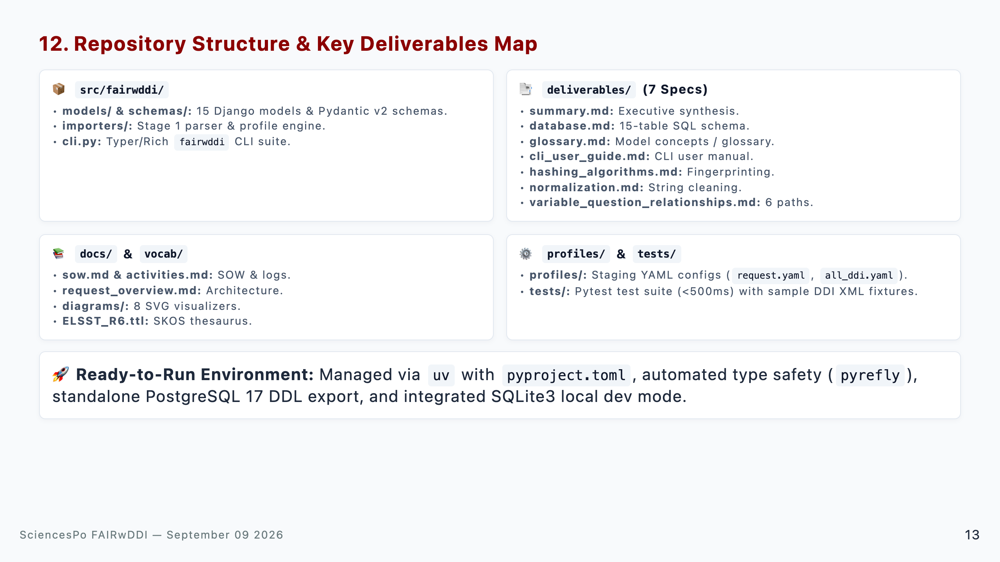 12. Repository Structure & Key Deliverables Map
src/fairwddi/
• models/ & schemas/: 15 Django models & Pydantic v2 schemas.
• importers/: Stage 1 parser & profile engine.
• cli.py: Typer/Rich fairwddi CLI suite.
deliverables/ (7 Specs)
• summary.md: Executive synthesis.
• database.md: 15-table SQL schema.
• glossary.md: Model concepts / glossary.
• cli_user_guide.md: CLI user manual.
• hashing_algorithms.md: Fingerprinting.
• normalization.md: String cleaning.
• variable_question_relationships.md: 6 paths.
docs/ & vocab/
• sow.md & activities.md: SOW & logs.
• request_overview.md: Architecture.
• diagrams/: 8 SVG visualizers.
• ELSST_R6.ttl: SKOS thesaurus.
profiles/ & tests/
• profiles/: Staging YAML configs (request.yaml, all_ddi.yaml).
• tests/: Pytest test suite (<500ms) with sample DDI XML fixtures.
🚀 Ready-to-Run Environment: Managed via uv with pyproject.toml, automated type safety (pyrefly),
standalone PostgreSQL 17 DDL export, and integrated SQLite3 local dev mode.
SciencesPo FAIRwDDI — September 09 2026
13